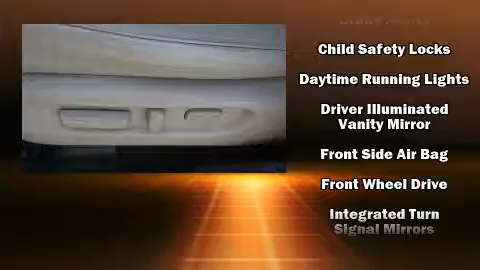 Child Safety Locks
Daytime Running Lights
Driver Illuminated
Vanity Mirror
Front Side Air Bag
Front Wheel Drive
Integrated Turn
Signal Mirrors